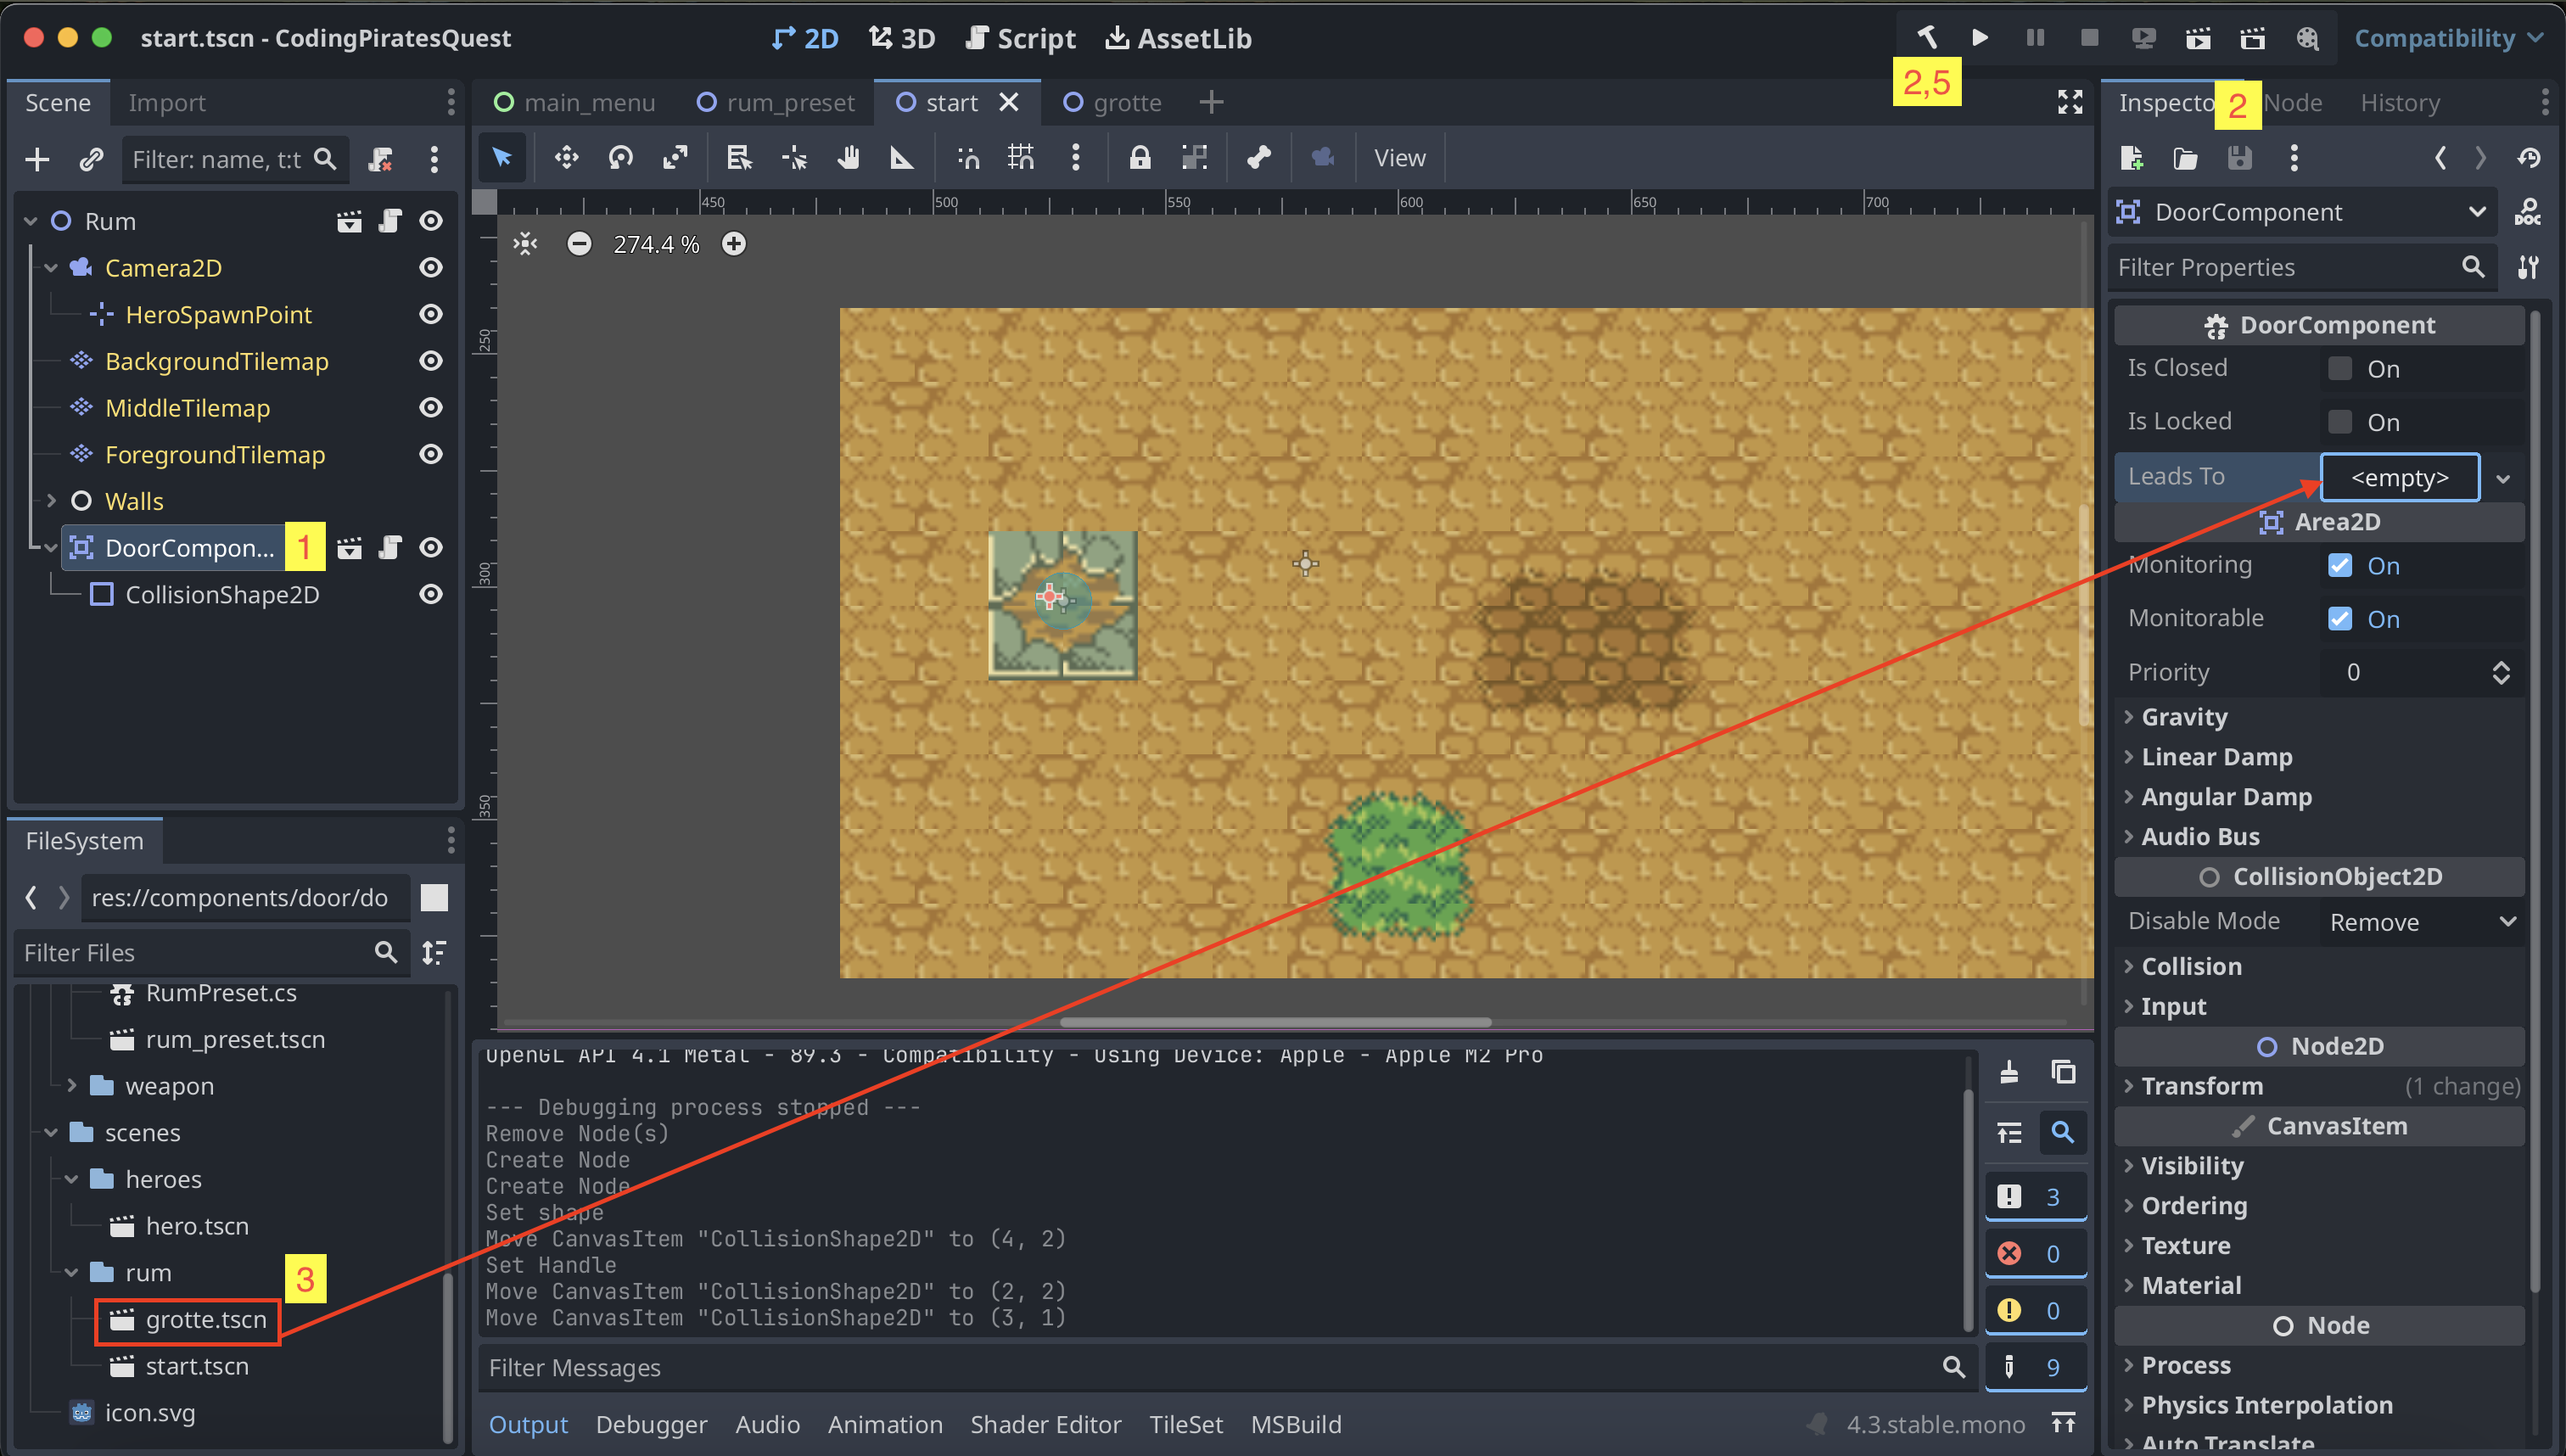 start.tscn - CodingPiratesQuest
2D
3D
Script
AssetLib
Compatibility
2,5
Scene
Import
Filter: name, t:t
Rum
Camera2D
HeroSpawnPoint
BackgroundTilemap
MiddleTilemap
ForegroundTilemap
Walls
DoorCompon...
1
CollisionShape2D
FileSystem
res://components/door/do
Filter Files
RumPreset.cs
rum_preset.tscn
weapon
scenes
heroes
hero.tscn
rum
3
grotte.tscn
start.tscn
icon.svg
main_menu
rum_preset
start
grotte
View
450
500
550
600
650
700
274.4 %
250
300
350
OpenGL API 4.1 Metal - 89.3 - Compatibility - Using Device: Apple - Apple M2 Pro
--- Debugging process stopped ---
Remove Node(s)
Create Node
Create Node
Set shape
Move CanvasItem "CollisionShape2D" to (4, 2)
Set Handle
Move CanvasItem "CollisionShape2D" to (2, 2)
Move CanvasItem "CollisionShape2D" to (3, 1)
3
0
0
9
Filter Messages
Output
Debugger
Audio
Animation
Shader Editor
TileSet
MSBuild
4.3.stable.mono
Inspecto
2
Node
History
DoorComponent
DOC
Filter Properties
DoorComponent
Is Closed
On
Is Locked
On
Leads To
<empty>
Area2D
Monitoring
On
Monitorable
On
Priority
0
Gravity
Linear Damp
Angular Damp
Audio Bus
CollisionObject2D
Disable Mode
Remove
Collision
Input
Node2D
Transform
(1 change)
CanvasItem
Visibility
Ordering
Texture
Material
Node
Process
Physics Interpolation
Auto Translate